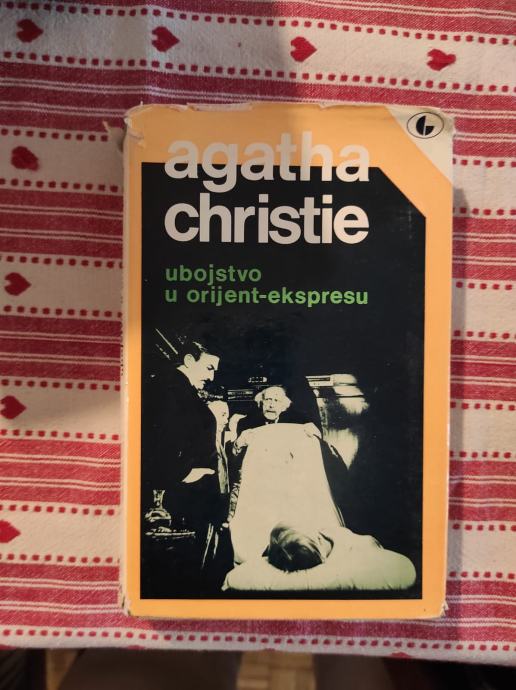 agatha
christie
ubojstvo
u orijent-ekspresu